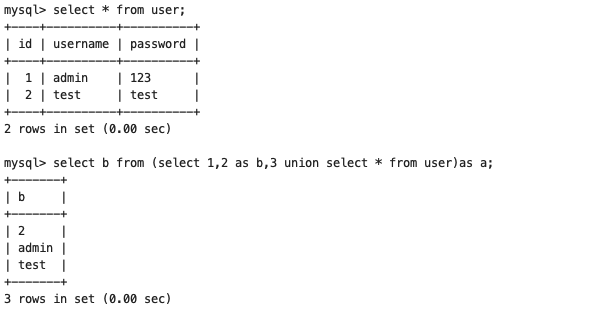 mysql> select * from user;
+----+----------+----------+
| id | username | password |
+----+----------+----------+
|  1 | admin    | 123      |
|  2 | test     | test     |
+----+----------+----------+
2 rows in set (0.00 sec)

mysql> select b from (select 1,2 as b,3 union select * from user)as a;
+-------+
| b     |
+-------+
| 2     |
| admin |
| test  |
+-------+
3 rows in set (0.00 sec)